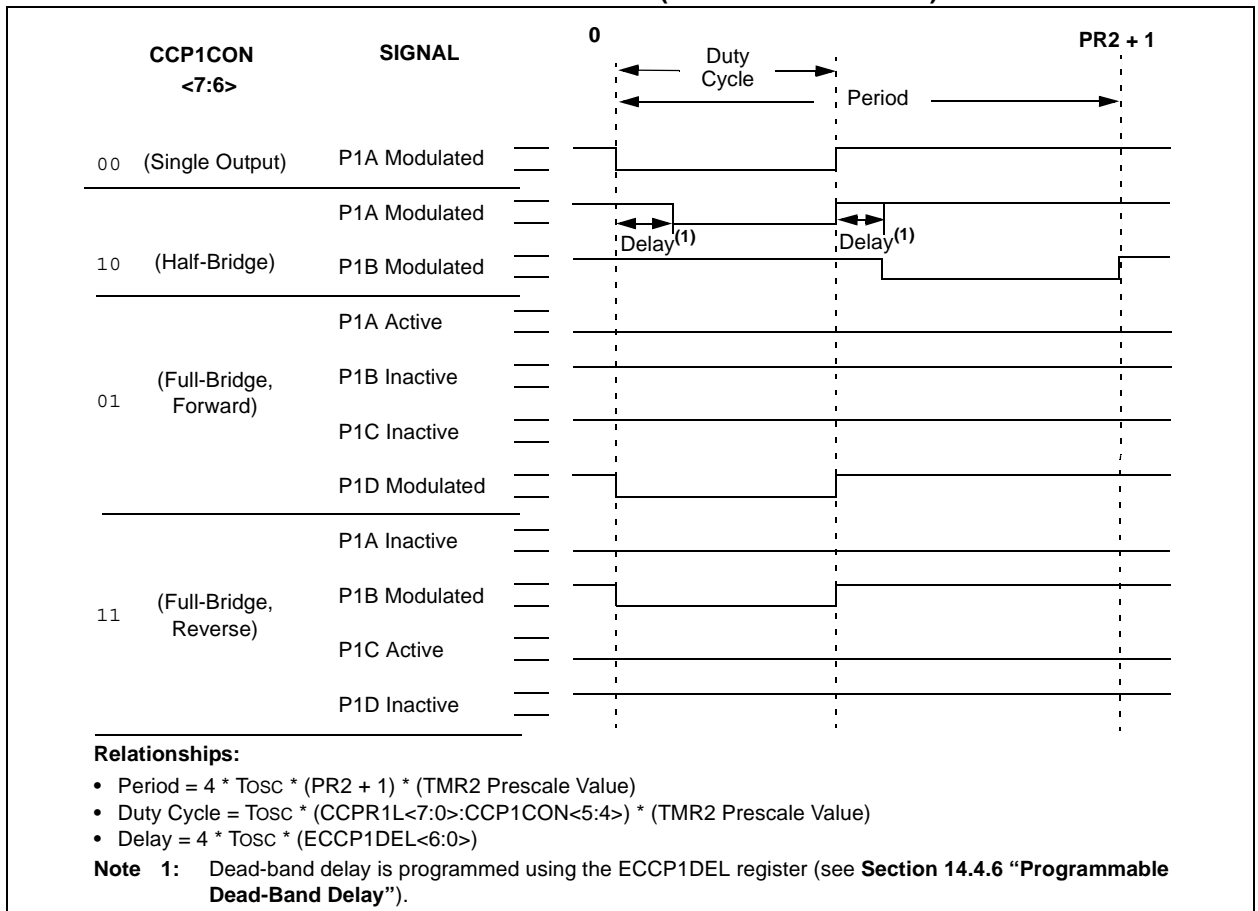 0
PR2 + 1
CCP1CON
<7:6>
SIGNAL
Duty
Cycle
Period
00 (Single Output) P1A Modulated
P1A Modulated
Delay(1) Delay(1)
10 (Half-Bridge) P1B Modulated
P1A Active
01 (Full-Bridge,
Forward)
P1B Inactive
P1C Inactive
P1D Modulated
P1A Inactive
11 (Full-Bridge,
Reverse)
P1B Modulated
P1C Active
P1D Inactive
Relationships:
• Period = 4 * TOSC * (PR2 + 1) * (TMR2 Prescale Value)
• Duty Cycle = TOSC * (CCPR1L<7:0>:CCP1CON<5:4>) * (TMR2 Prescale Value)
• Delay = 4 * TOSC * (ECCP1DEL<6:0>)
Note 1: Dead-band delay is programmed using the ECCP1DEL register (see Section 14.4.6 “Programmable
Dead-Band Delay”).